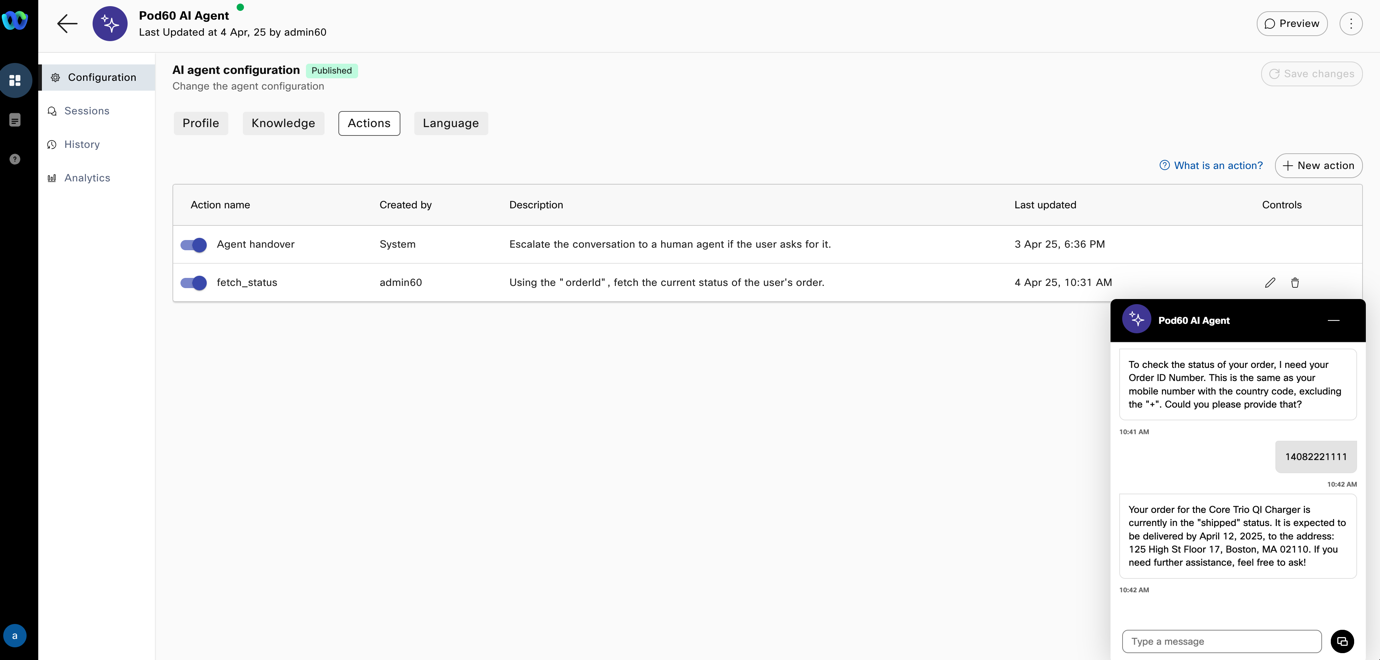 Pod60 AI Agent
Last Updated at 4 Apr, 25 by admin60
Preview
Configuration
Sessions
History
Analytics
AI agent configuration Published
Change the agent configuration
Save changes
Profile Knowledge Actions Language
What is an action? New action
Action name Created by Description Last updated Controls
Agent handover System Escalate the conversation to a human agent if the user asks for it. 3 Apr 25, 6:36 PM
fetch_status admin60 Using the "orderId", fetch the current status of the user's order. 4 Apr 25, 10:31 AM
Pod60 AI Agent
To check the status of your order, I need your
Order ID Number. This is the same as your
mobile number with the country code, excluding
the "+". Could you please provide that?
10:41 AM
14082221111
10:42 AM
Your order for the Core Trio QI Charger is
currently in the "shipped" status. It is expected to
be delivered by April 12, 2025, to the address:
125 High St Floor 17, Boston, MA 02110. If you
need further assistance, feel free to ask!
10:42 AM
Type a message
a